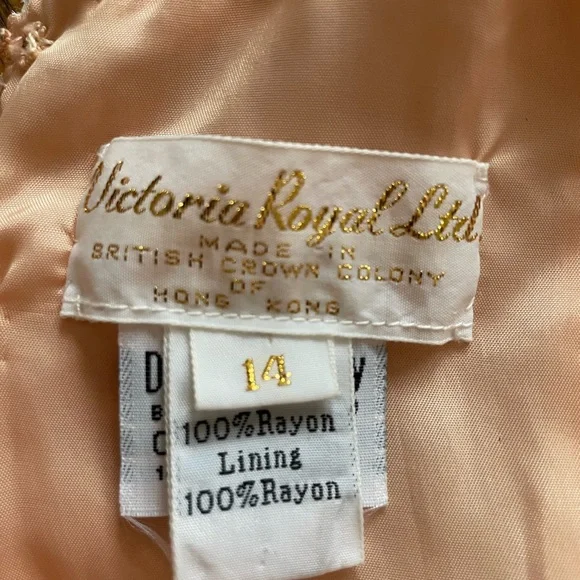 Victoria Royal Ltd.
MADE IN
BRITISH CROWN COLONY
OF
HONG KONG
14
100%Rayon
Lining
100%Rayon